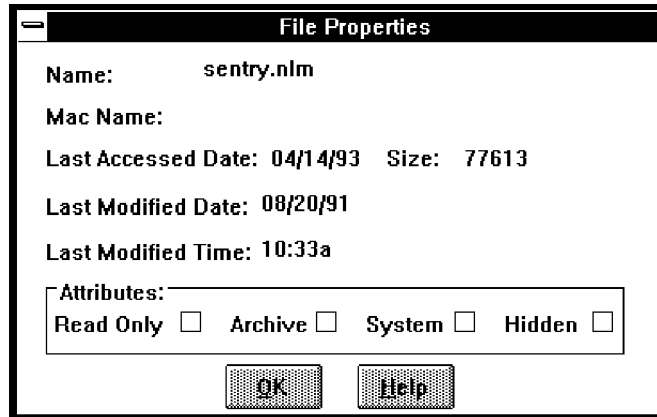 File Properties
Name: sentry.nlm
Mac Name:
Last Accessed Date: 04/14/93 Size: 77613
Last Modified Date: 08/20/91
Last Modified Time: 10:33a
Attributes:
Read Only Archive System Hidden
OK Help